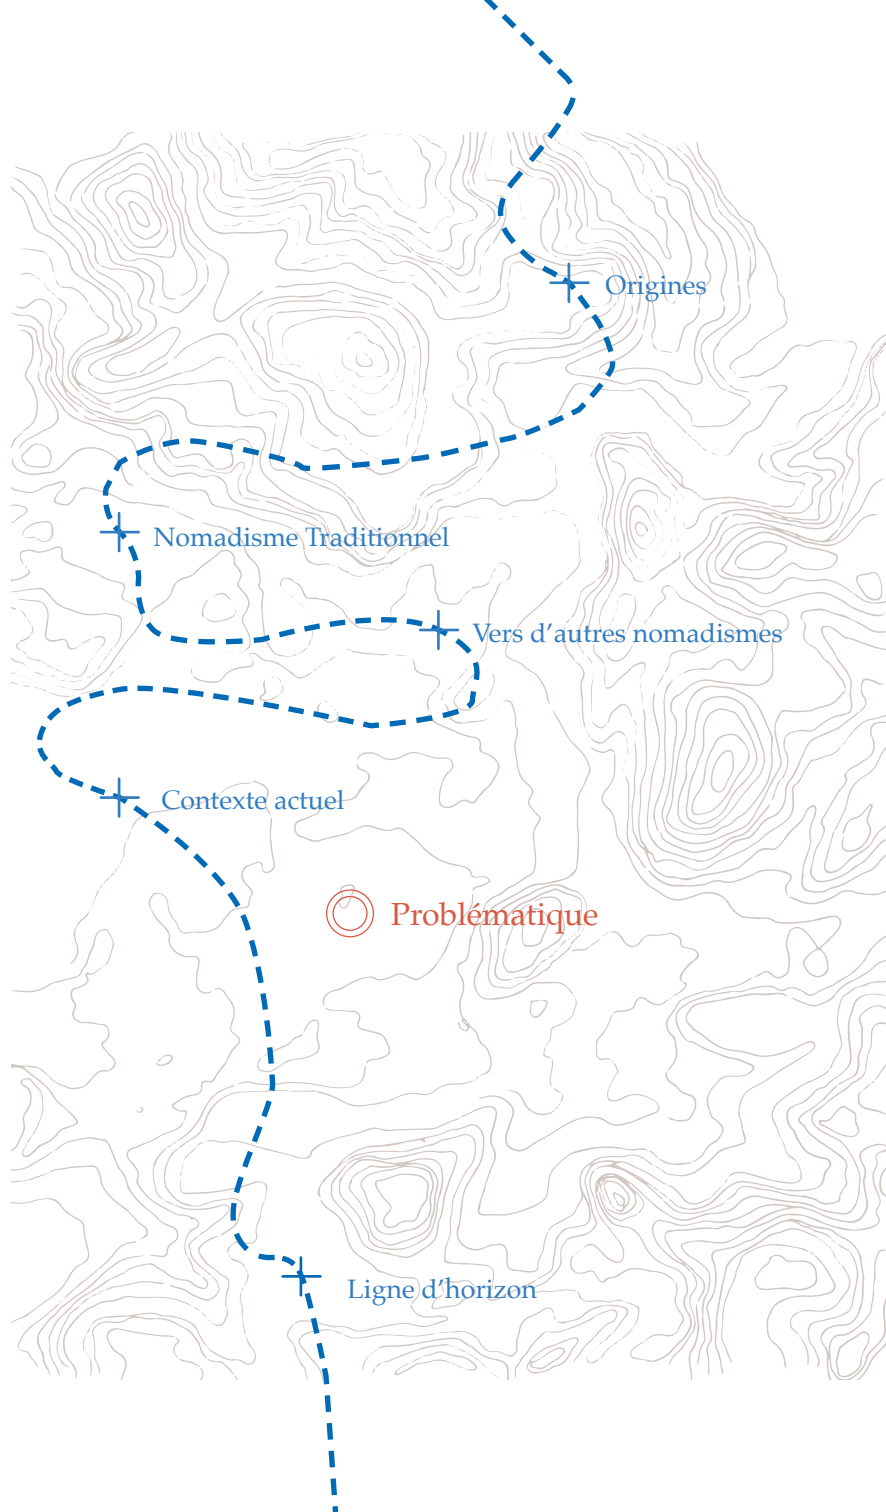 Origines
Nomadisme Traditionnel
Vers d’autres nomadismes
Contexte actuel
Problématique
Ligne d’horizon